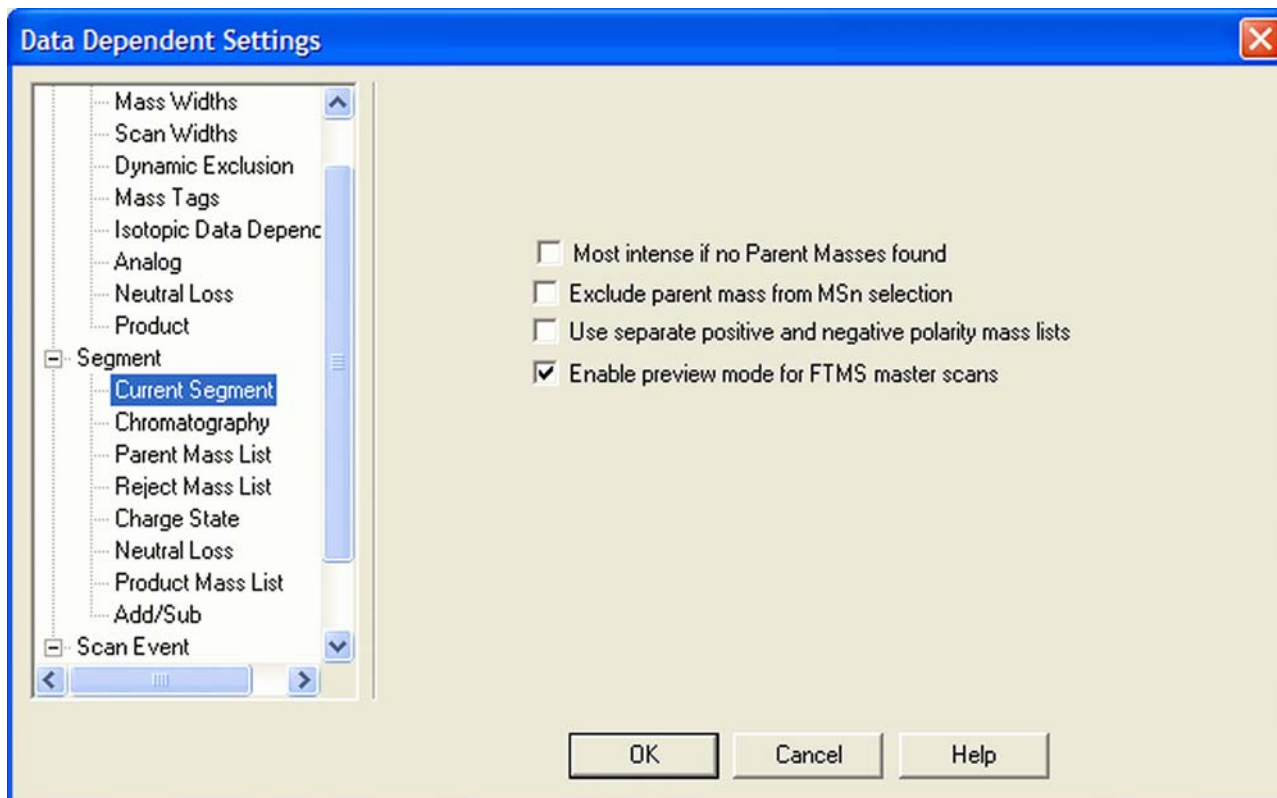 Data Dependent Settings
Mass Widths
Scan Widths
Dynamic Exclusion
Mass Tags
Isotopic Data Depenc
Analog
Neutral Loss
Product
Segment
Current Segment
Chromatography
Parent Mass List
Reject Mass List
Charge State
Neutral Loss
Product Mass List
Add/Sub
Scan Event
Most intense if no Parent Masses found
Exclude parent mass from MSn selection
Use separate positive and negative polarity mass lists
Enable preview mode for FTMS master scans
OK
Cancel
Help